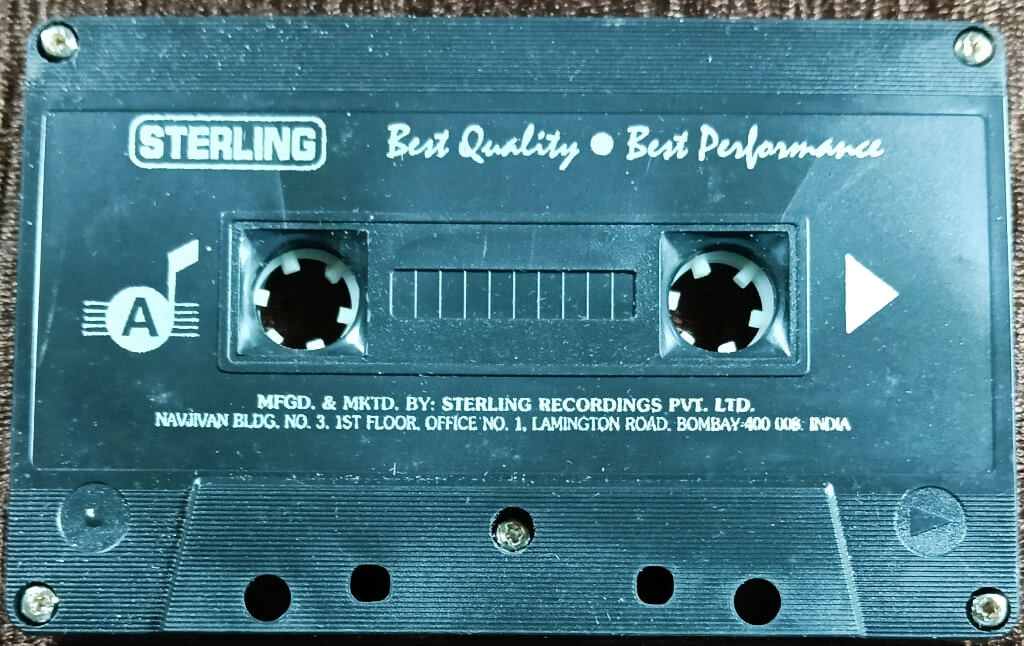 STERLING
Best Quality ● Best Performance
A
MFGD. & MKTD. BY: STERLING RECORDINGS PVT. LTD.
NAVJIVAN BLDG. NO. 3, 1ST FLOOR, OFFICE NO. 1, LAMINGTON ROAD, BOMBAY-400 008. INDIA